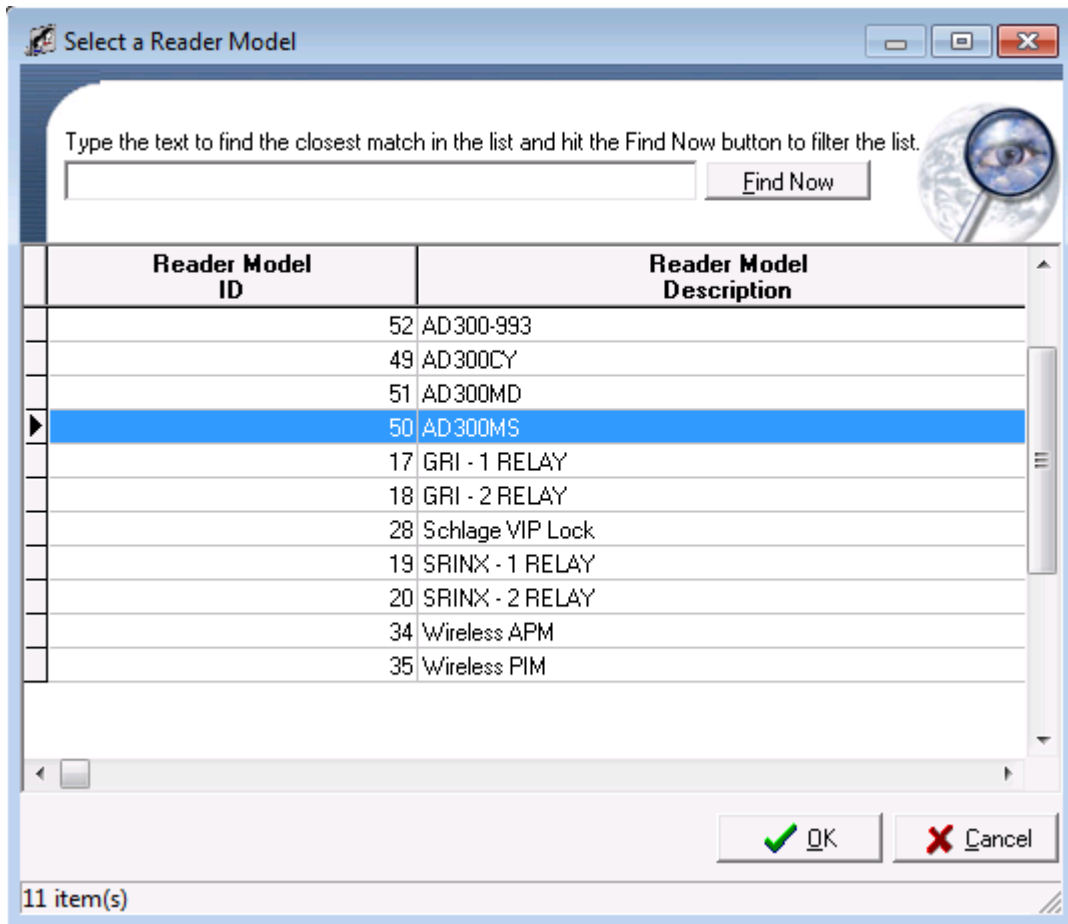 Select a Reader Model
Type the text to find the closest match in the list and hit the Find Now button to filter the list.
Find Now
Reader Model ID Reader Model Description
52 AD300-993
49 AD300CY
51 AD300MD
50 AD300MS
17 GRI - 1 RELAY
18 GRI - 2 RELAY
28 Schlage VIP Lock
19 SRINX - 1 RELAY
20 SRINX - 2 RELAY
34 Wireless APM
35 Wireless PIM
OK Cancel
11 item(s)